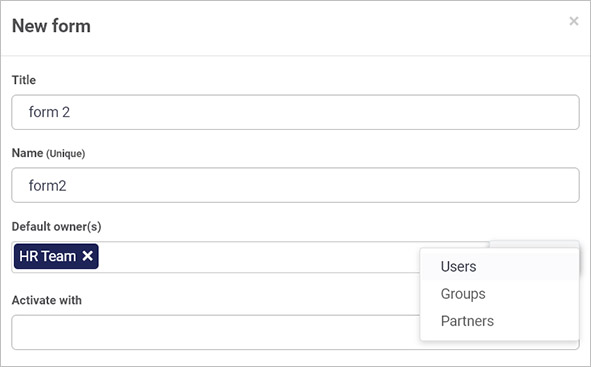 New form ×
Title
form 2
Name (Unique)
form2
Default owner(s)
HR Team ×
Users
Groups
Partners
Activate with